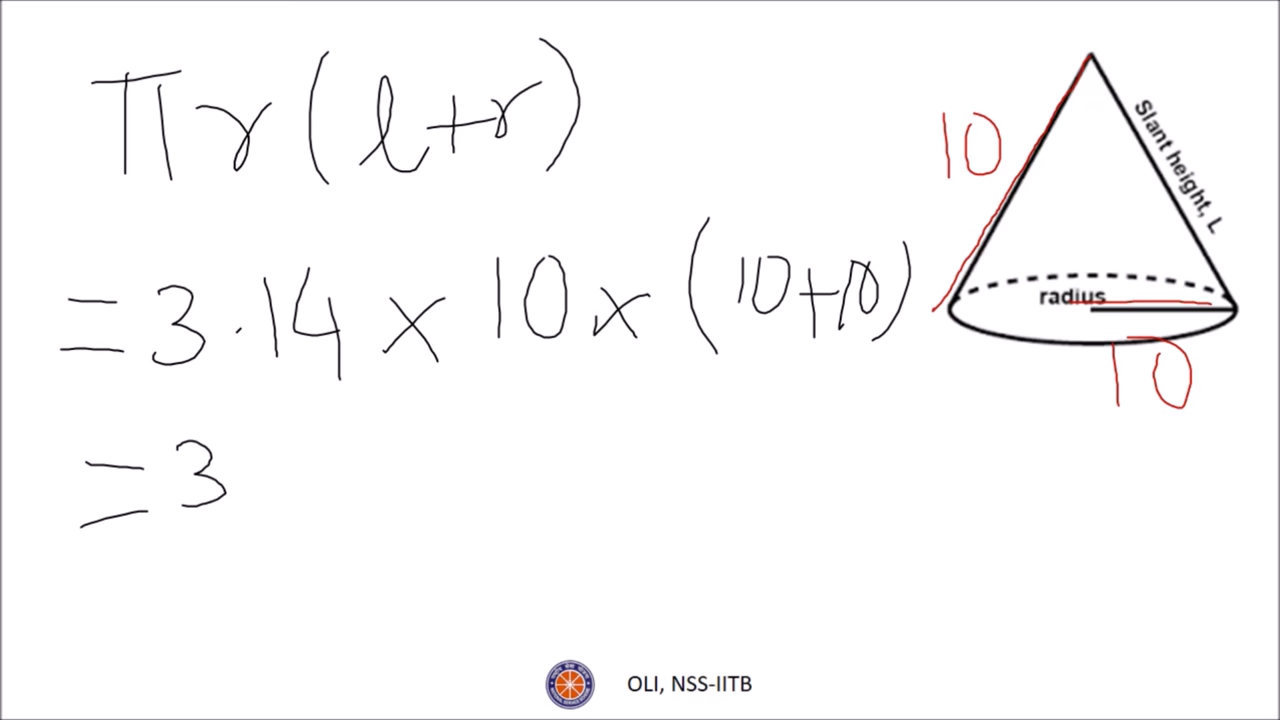 πr(l+r)
= 3.14 x 10 x (10+10)
= 3
10
Slant height, L
radius
10
OLI, NSS-IITB